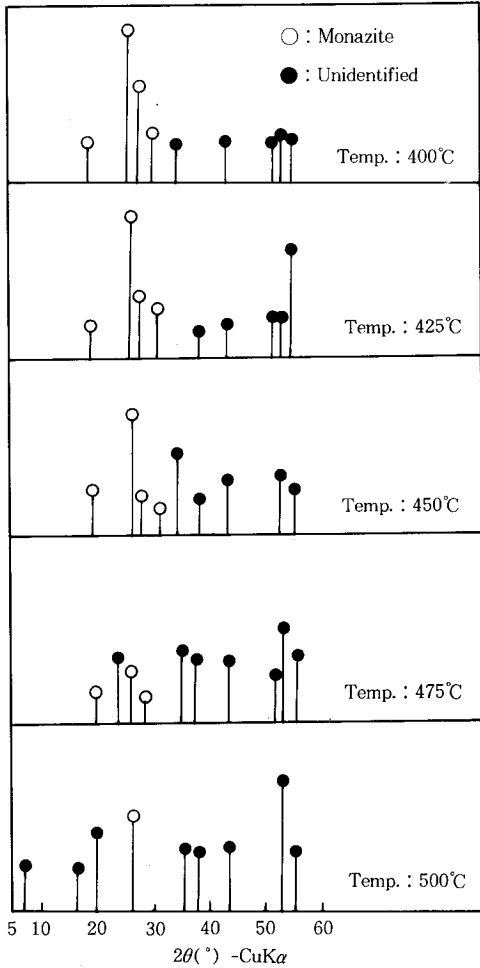 ○ : Monazite
● : Unidentified
Temp. : 400℃
Temp. : 425℃
Temp. : 450℃
Temp. : 475℃
Temp. : 500℃
5 10 20 30 40 50 60
2θ(°) -CuKα